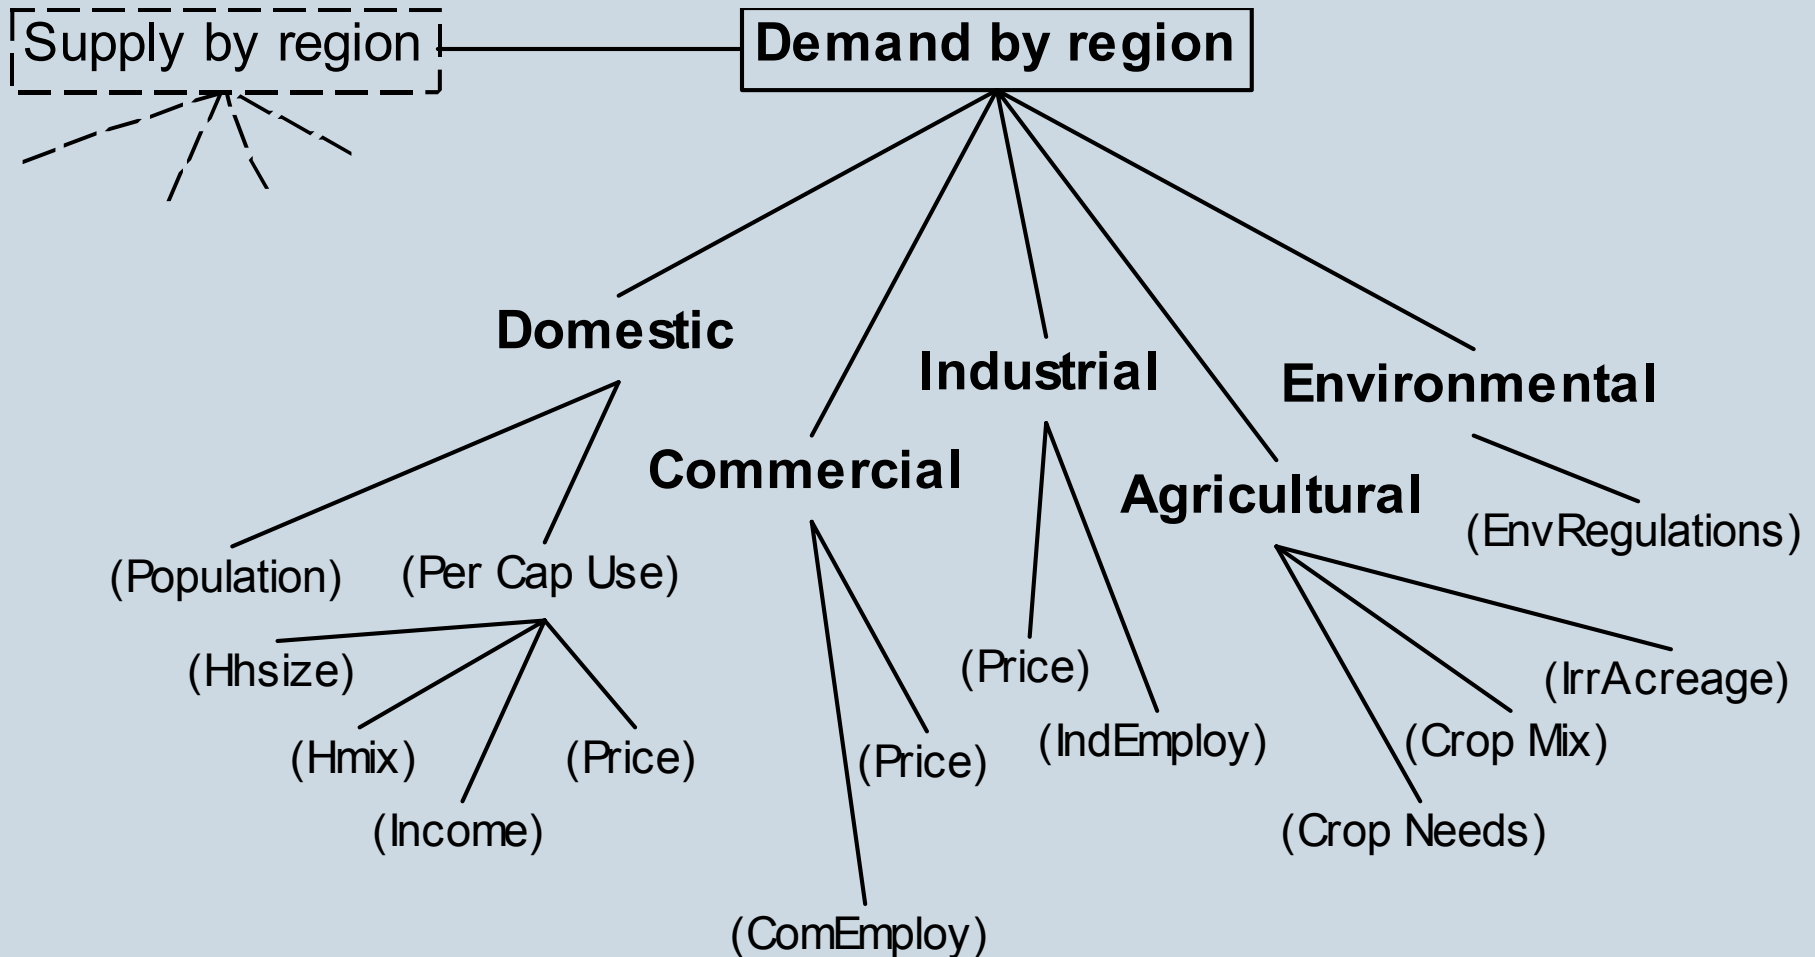 Supply by region
Demand by region
Domestic
Industrial
Environmental
Commercial
Agricultural
(EnvRegulations)
(Population)
(Per Cap Use)
(Hhsize)
(Price)
(IrrAcreage)
(Hmix)
(Price)
(Price)
(IndEmploy)
(Crop Mix)
(Income)
(Crop Needs)
(ComEmploy)